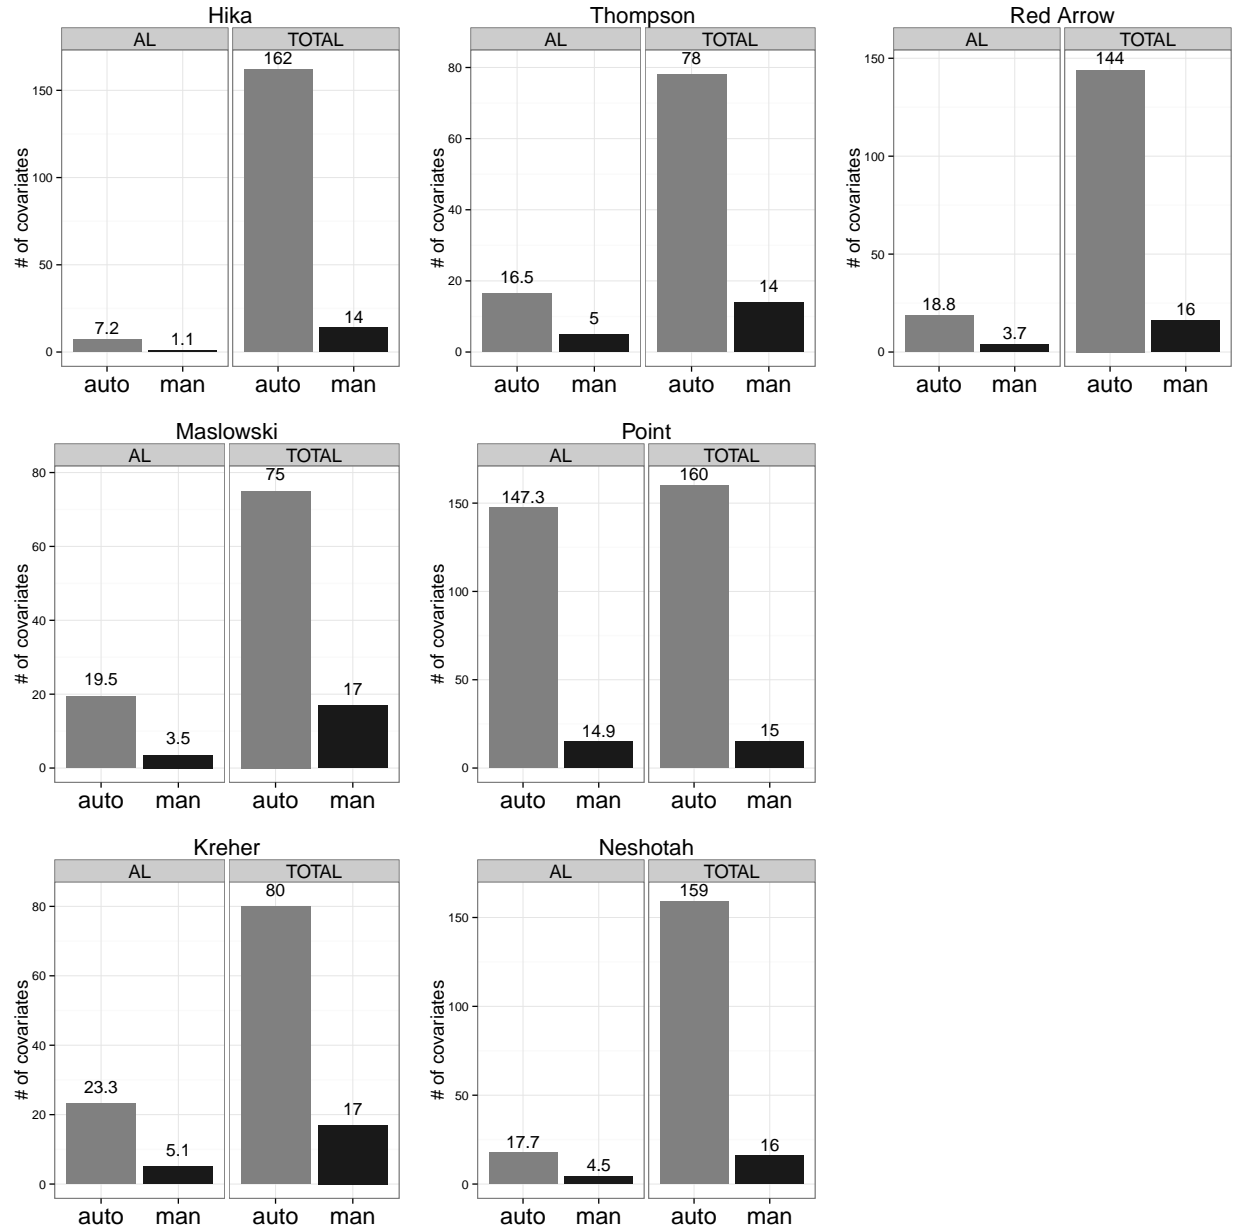 Hika
AL TOTAL
# of covariates
150
100
50
0
7.2
1.1
162
14
auto man auto man
Thompson
AL TOTAL
# of covariates
80
60
40
20
0
16.5
5
78
14
auto man auto man
Red Arrow
AL TOTAL
# of covariates
150
100
50
0
18.8
3.7
144
16
auto man auto man
Maslowski
AL TOTAL
# of covariates
80
60
40
20
0
19.5
3.5
75
17
auto man auto man
Point
AL TOTAL
# of covariates
150
100
50
0
147.3
14.9
160
15
auto man auto man
Kreher
AL TOTAL
# of covariates
80
60
40
20
0
23.3
5.1
80
17
auto man auto man
Neshotah
AL TOTAL
# of covariates
150
100
50
0
17.7
4.5
159
16
auto man auto man